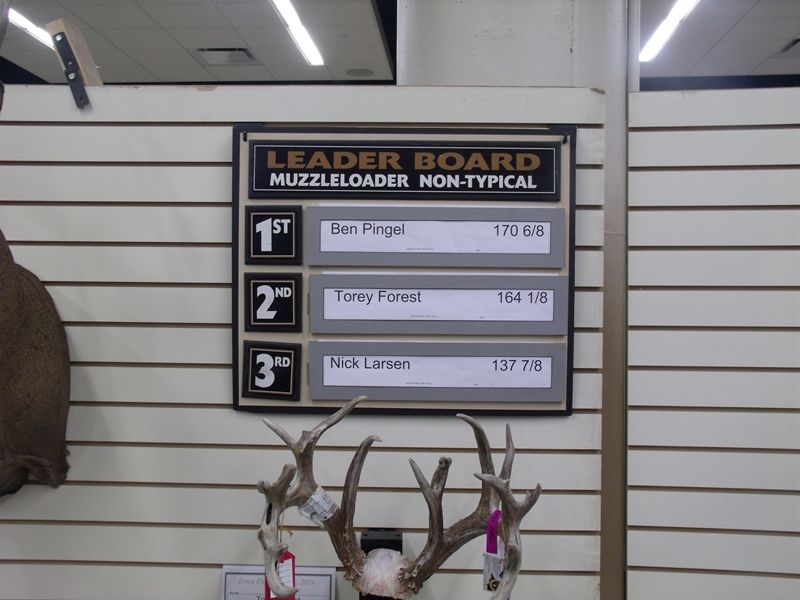 LEADER BOARD
MUZZLELOADER NON-TYPICAL
1ST Ben Pingel 170 6/8
2ND Torey Forest 164 1/8
3RD Nick Larsen 137 7/8
2014